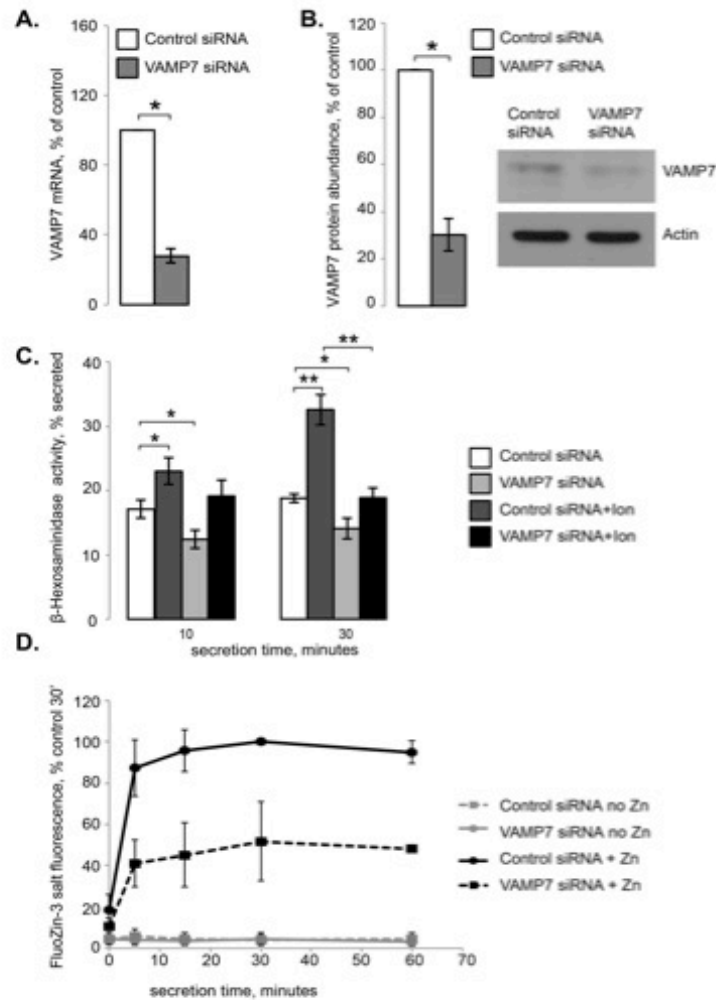 A.
VAMP7 mRNA, % of control
160
120
80
40
0
Control siRNA
VAMP7 siRNA
*
B.
VAMP7 protein abundance, % of control
120
100
80
60
40
20
0
Control siRNA
VAMP7 siRNA
*
Control siRNA
VAMP7 siRNA
VAMP7
Actin
C.
β-Hexosaminidase activity, % secreted
40
30
20
10
0
*
*
**
*
**
10
30
secretion time, minutes
Control siRNA
VAMP7 siRNA
Control siRNA+Ion
VAMP7 siRNA+Ion
D.
FluoZin-3 salt fluorescence, % control 30'
120
100
80
60
40
20
0
0 10 20 30 40 50 60 70
secretion time, minutes
Control siRNA no Zn
VAMP7 siRNA no Zn
Control siRNA + Zn
VAMP7 siRNA + Zn